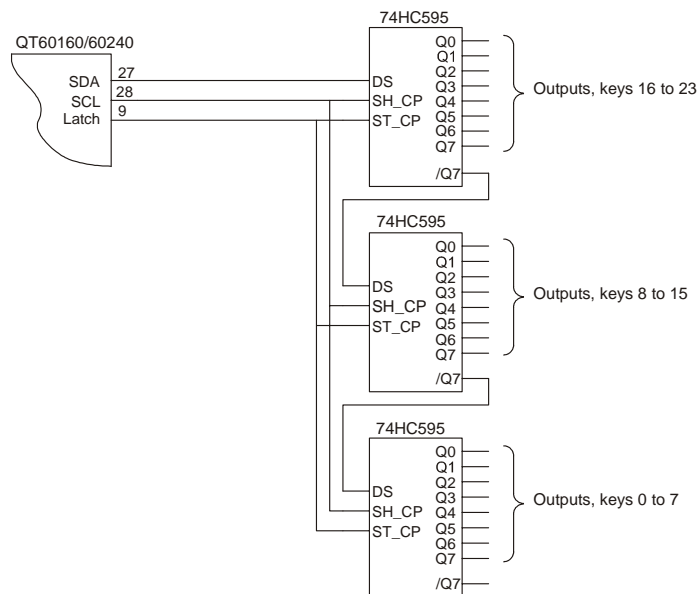 74HC595
QT60160/60240
SDA 27
SCL 28
Latch 9
DS
SH_CP
ST_CP
Q0
Q1
Q2
Q3
Q4
Q5
Q6
Q7
/Q7
Outputs, keys 16 to 23
74HC595
DS
SH_CP
ST_CP
Q0
Q1
Q2
Q3
Q4
Q5
Q6
Q7
/Q7
Outputs, keys 8 to 15
74HC595
DS
SH_CP
ST_CP
Q0
Q1
Q2
Q3
Q4
Q5
Q6
Q7
/Q7
Outputs, keys 0 to 7